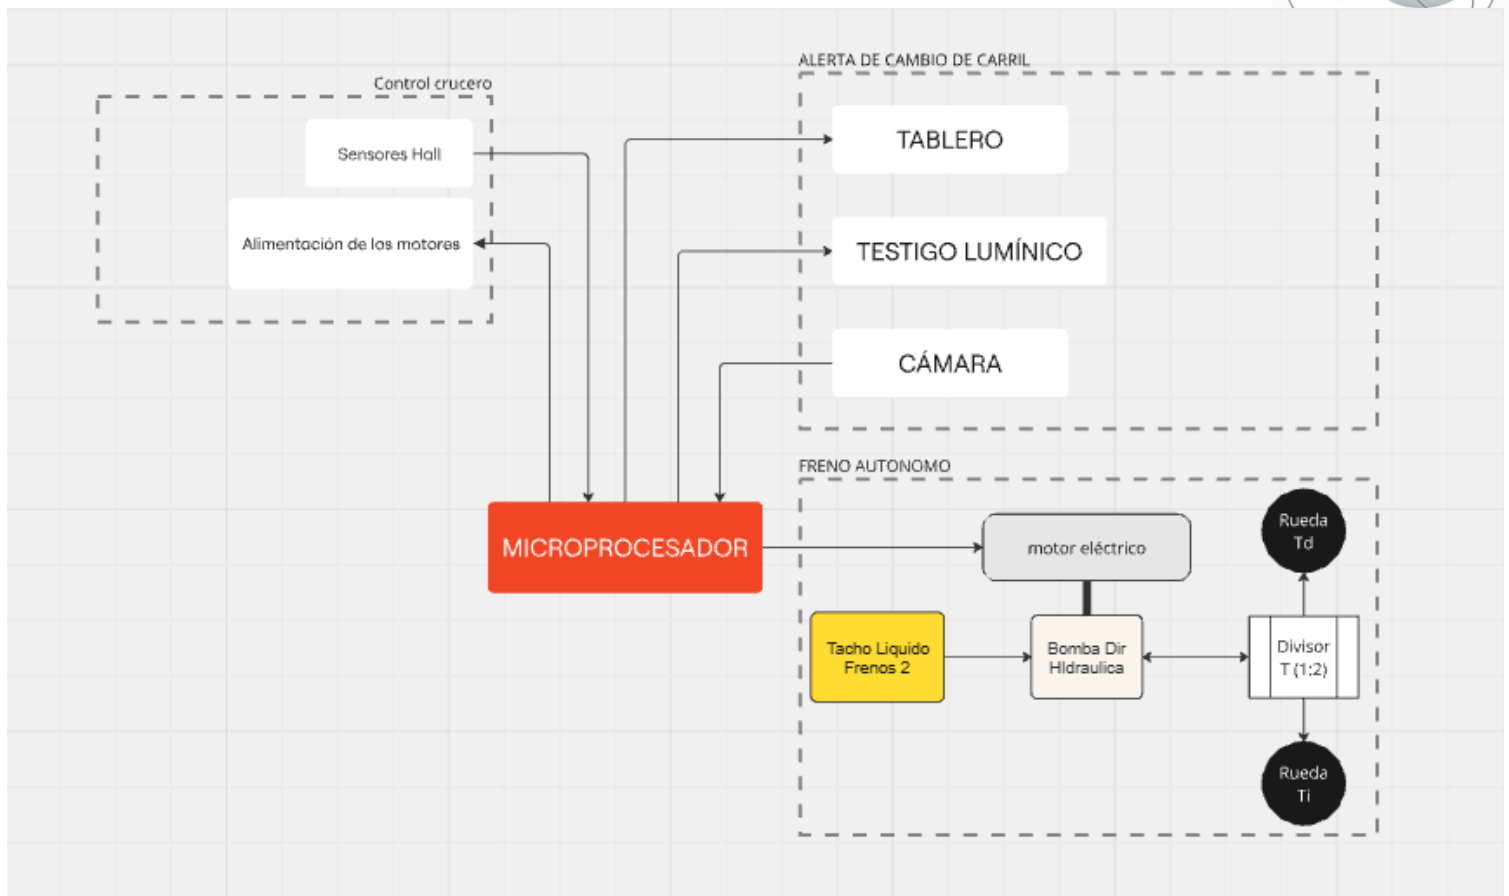 Control crucero
Sensores Hall
Alimentación de los motores
ALERTA DE CAMBIO DE CARRIL
TABLERO
TESTIGO LUMÍNICO
CÁMARA
MICROPROCESADOR
FRENO AUTONOMO
motor eléctrico
Tacho Liquido
Frenos 2
Bomba Dir
HIdraulica
Divisor
T (1:2)
Rueda
Td
Rueda
Ti